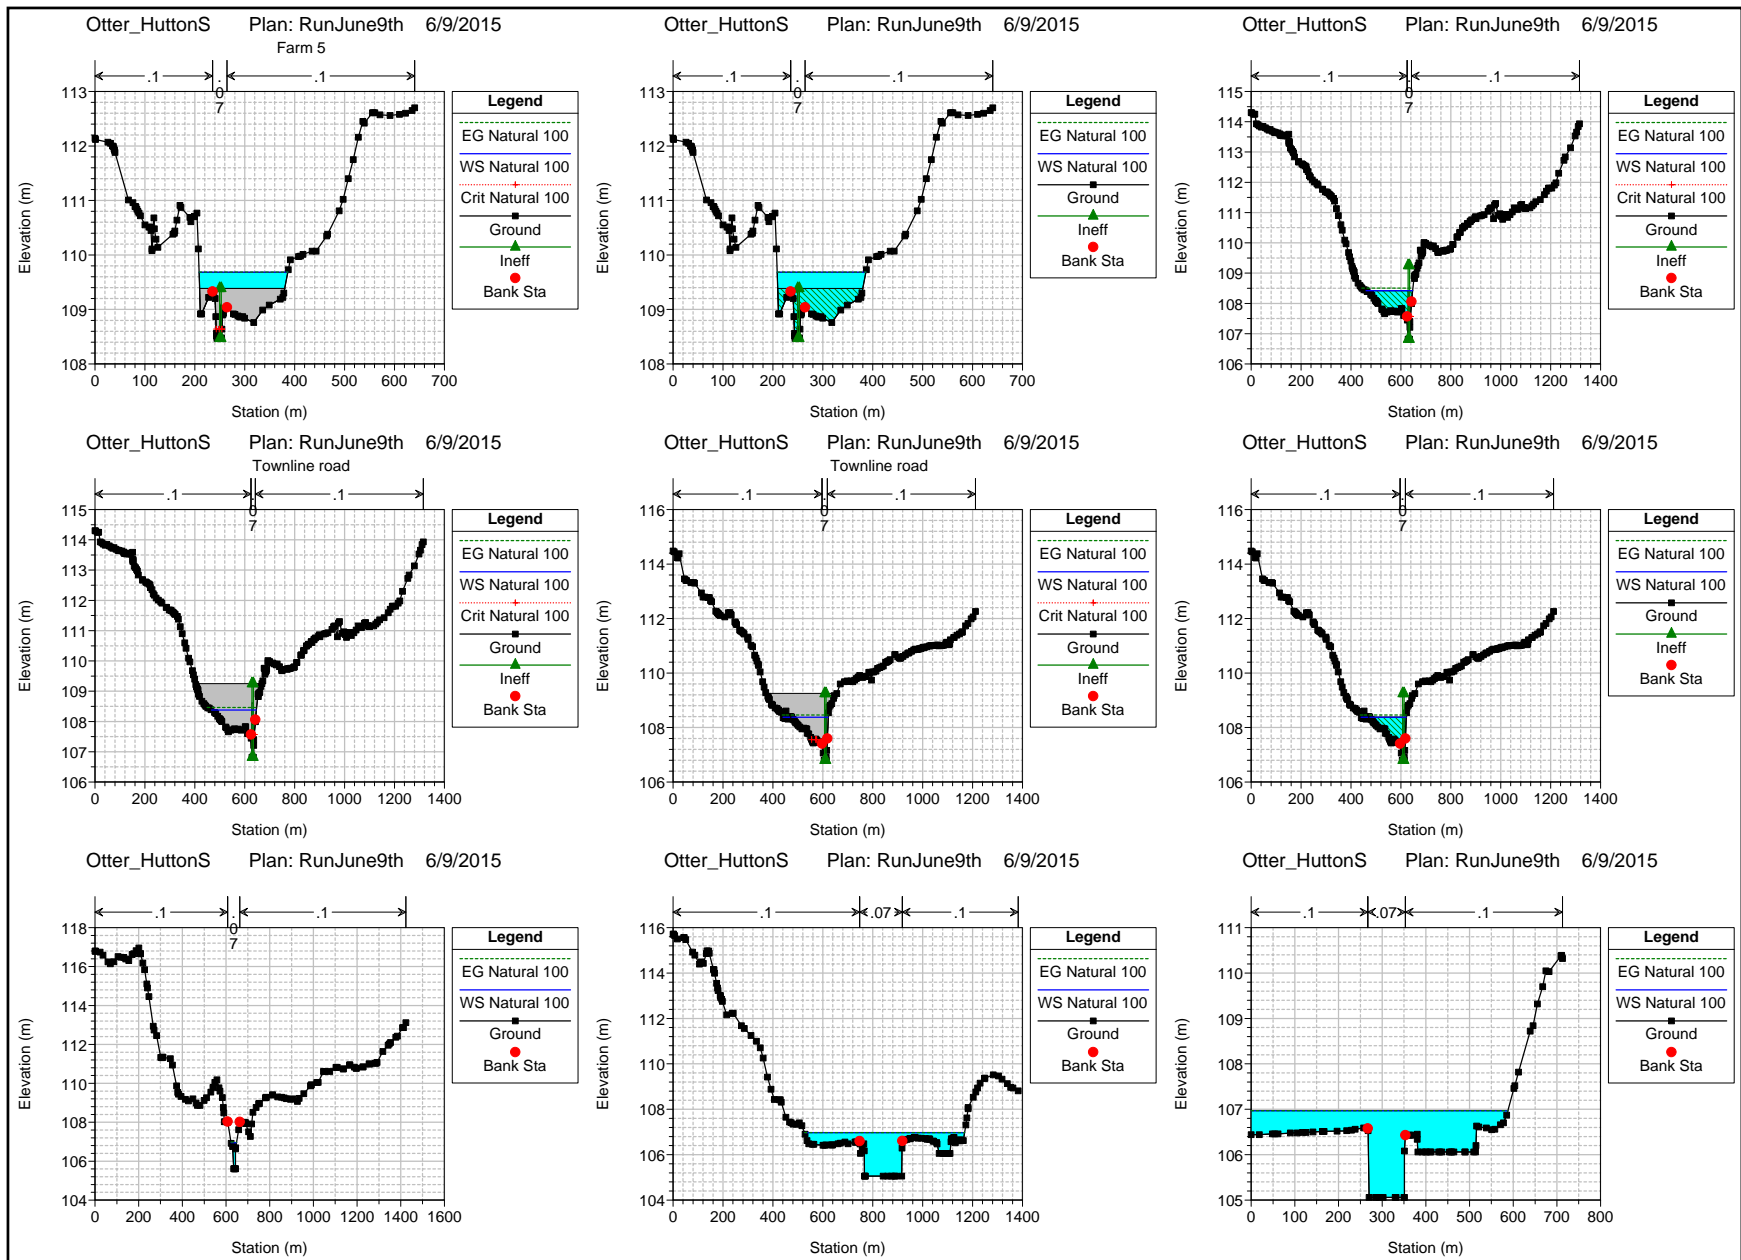 Otter_HuttonS Plan: RunJune9th 6/9/2015
Farm 5
.1 .07 .1
Elevation (m)
113
112
111
110
109
108
0 100 200 300 400 500 600 700
Station (m)
Legend
EG Natural 100
WS Natural 100
Crit Natural 100
Ground
Ineff
Bank Sta
Otter_HuttonS Plan: RunJune9th 6/9/2015
.1 .07 .1
Elevation (m)
113
112
111
110
109
108
0 100 200 300 400 500 600 700
Station (m)
Legend
EG Natural 100
WS Natural 100
Ground
Ineff
Bank Sta
Otter_HuttonS Plan: RunJune9th 6/9/2015
.1 .07 .1
Elevation (m)
115
114
113
112
111
110
109
108
107
106
0 200 400 600 800 1000 1200 1400
Station (m)
Legend
EG Natural 100
WS Natural 100
Crit Natural 100
Ground
Ineff
Bank Sta
Otter_HuttonS Plan: RunJune9th 6/9/2015
Townline road
.1 .07 .1
Elevation (m)
115
114
113
112
111
110
109
108
107
106
0 200 400 600 800 1000 1200 1400
Station (m)
Legend
EG Natural 100
WS Natural 100
Crit Natural 100
Ground
Ineff
Bank Sta
Otter_HuttonS Plan: RunJune9th 6/9/2015
Townline road
.1 .07 .1
Elevation (m)
116
114
112
110
108
106
0 200 400 600 800 1000 1200 1400
Station (m)
Legend
EG Natural 100
WS Natural 100
Crit Natural 100
Ground
Ineff
Bank Sta
Otter_HuttonS Plan: RunJune9th 6/9/2015
.1 .07 .1
Elevation (m)
116
114
112
110
108
106
0 200 400 600 800 1000 1200 1400
Station (m)
Legend
EG Natural 100
WS Natural 100
Ground
Ineff
Bank Sta
Otter_HuttonS Plan: RunJune9th 6/9/2015
.1 .07 .1
Elevation (m)
118
116
114
112
110
108
106
104
0 200 400 600 800 1000 1200 1400 1600
Station (m)
Legend
EG Natural 100
WS Natural 100
Ground
Bank Sta
Otter_HuttonS Plan: RunJune9th 6/9/2015
.1 .07 .1
Elevation (m)
116
114
112
110
108
106
104
0 200 400 600 800 1000 1200 1400
Station (m)
Legend
EG Natural 100
WS Natural 100
Ground
Bank Sta
Otter_HuttonS Plan: RunJune9th 6/9/2015
.1 .07 .1
Elevation (m)
111
110
109
108
107
106
105
0 100 200 300 400 500 600 700 800
Station (m)
Legend
EG Natural 100
WS Natural 100
Ground
Bank Sta